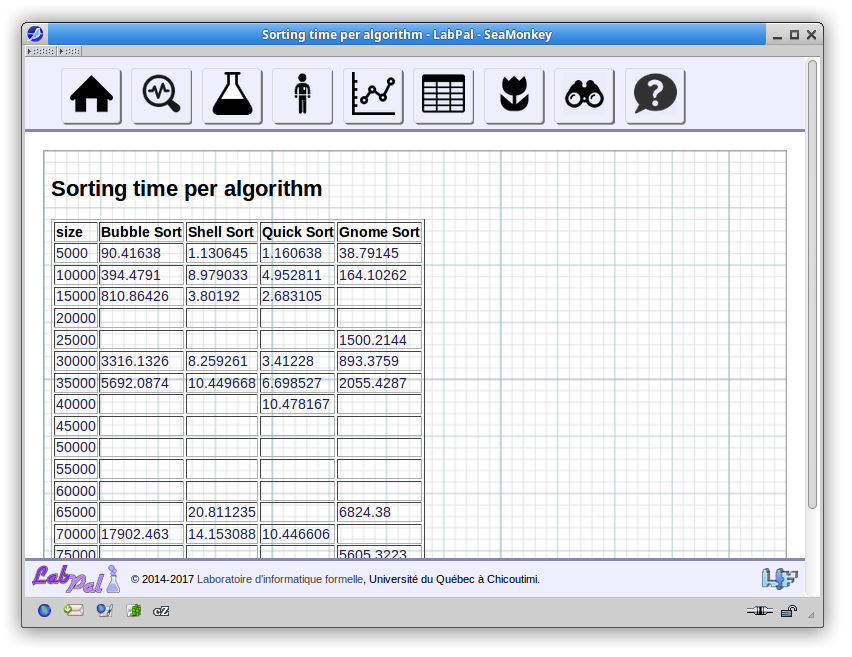 Sorting time per algorithm - LabPal - SeaMonkey
?
Sorting time per algorithm
size Bubble Sort Shell Sort Quick Sort Gnome Sort
5000 90.41638 1.130645 1.160638 38.79145
10000 394.4791 8.979033 4.952811 164.10262
15000 810.86426 3.80192 2.683105
20000
25000 1500.2144
30000 3316.1326 8.259261 3.41228 893.3759
35000 5692.0874 10.449668 6.698527 2055.4287
40000 10.478167
45000
50000
55000
60000
65000 20.811235 6824.38
70000 17902.463 14.153088 10.446606
75000 5605.3223
LabPal © 2014-2017 Laboratoire d'informatique formelle, Université du Québec à Chicoutimi. LIF
cZ